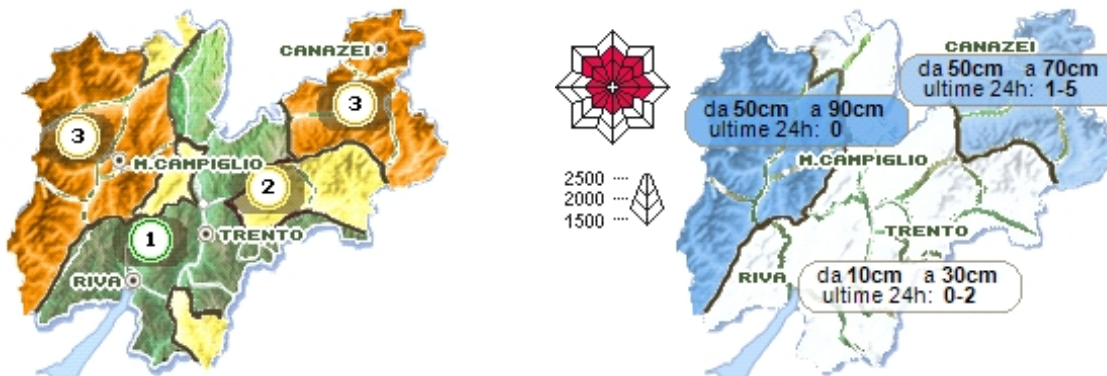 CANAZEI
3
3
M.CAMPIGLIO
2
1
TRENTO
RIVA
2500
2000
1500
CANAZEI
da 50cm a 70cm
ultime 24h: 1-5
da 50cm a 90cm
ultime 24h: 0
M.CAMPIGLIO
TRENTO
RIVA
da 10cm a 30cm
ultime 24h: 0-2